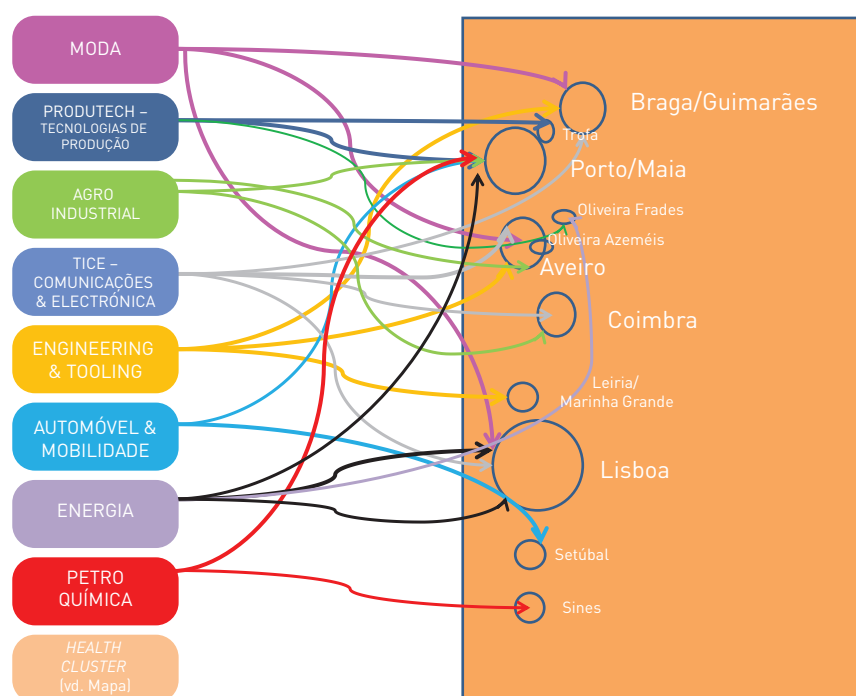 MODA
PRODUTECH –
TECNOLOGIAS DE
PRODUÇÃO
AGRO
INDUSTRIAL
TICE –
COMUNICAÇÕES
& ELECTRÓNICA
ENGINEERING
& TOOLING
AUTOMÓVEL &
MOBILIDADE
ENERGIA
PETRO
QUÍMICA
HEALTH
CLUSTER
(vd. Mapa)
Braga/Guimarães
Trofa
Porto/Maia
Oliveira Frades
Oliveira Azeméis
Aveiro
Coimbra
Leiria/
Marinha Grande
Lisboa
Setúbal
Sines